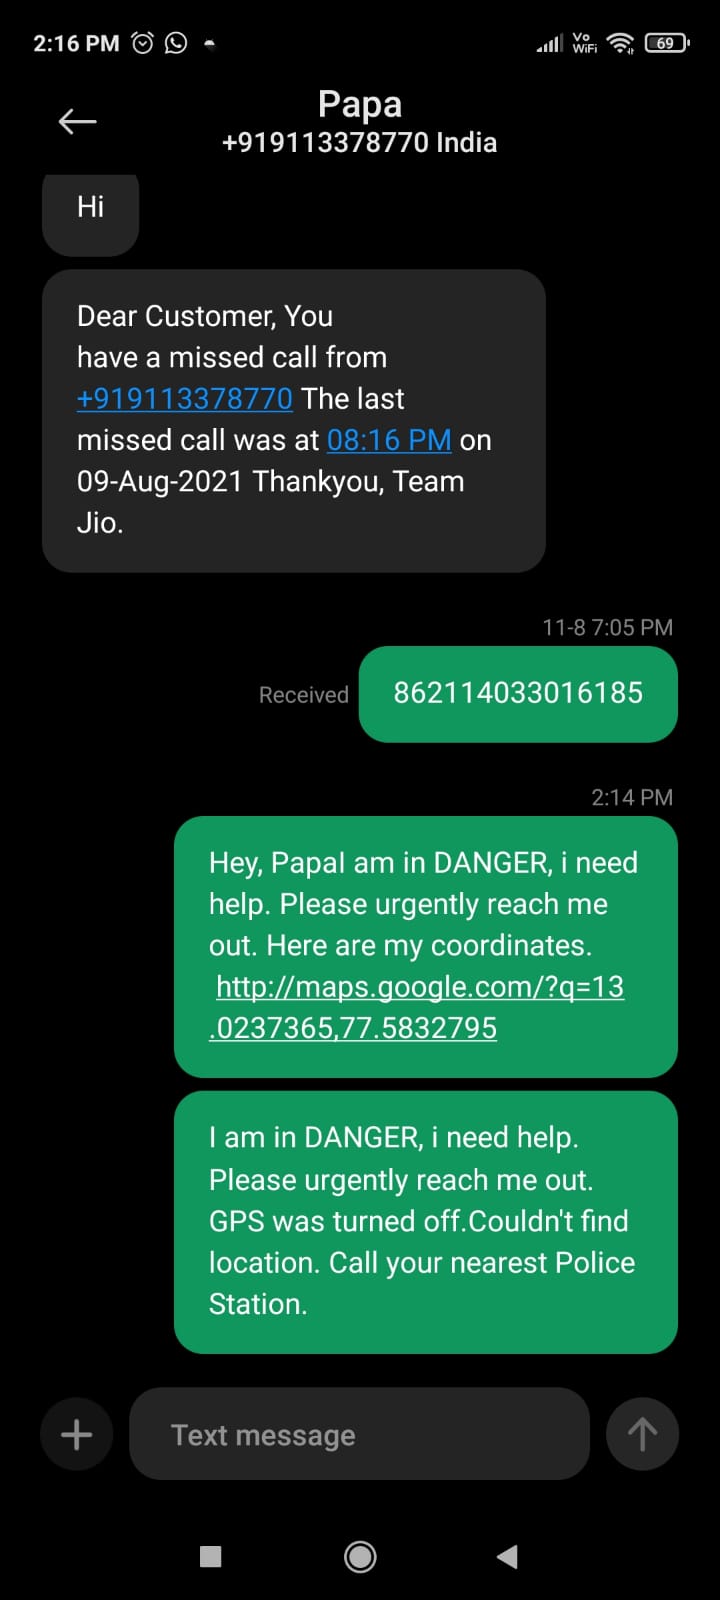 2:16 PM
Vo WiFi
69
Papa
+919113378770 India
Hi
Dear Customer, You
have a missed call from
+919113378770 The last
missed call was at 08:16 PM on
09-Aug-2021 Thankyou, Team
Jio.
11-8 7:05 PM
Received
862114033016185
2:14 PM
Hey, PapaI am in DANGER, i need
help. Please urgently reach me
out. Here are my coordinates.
http://maps.google.com/?q=13
.0237365,77.5832795
I am in DANGER, i need help.
Please urgently reach me out.
GPS was turned off.Couldn't find
location. Call your nearest Police
Station.
Text message